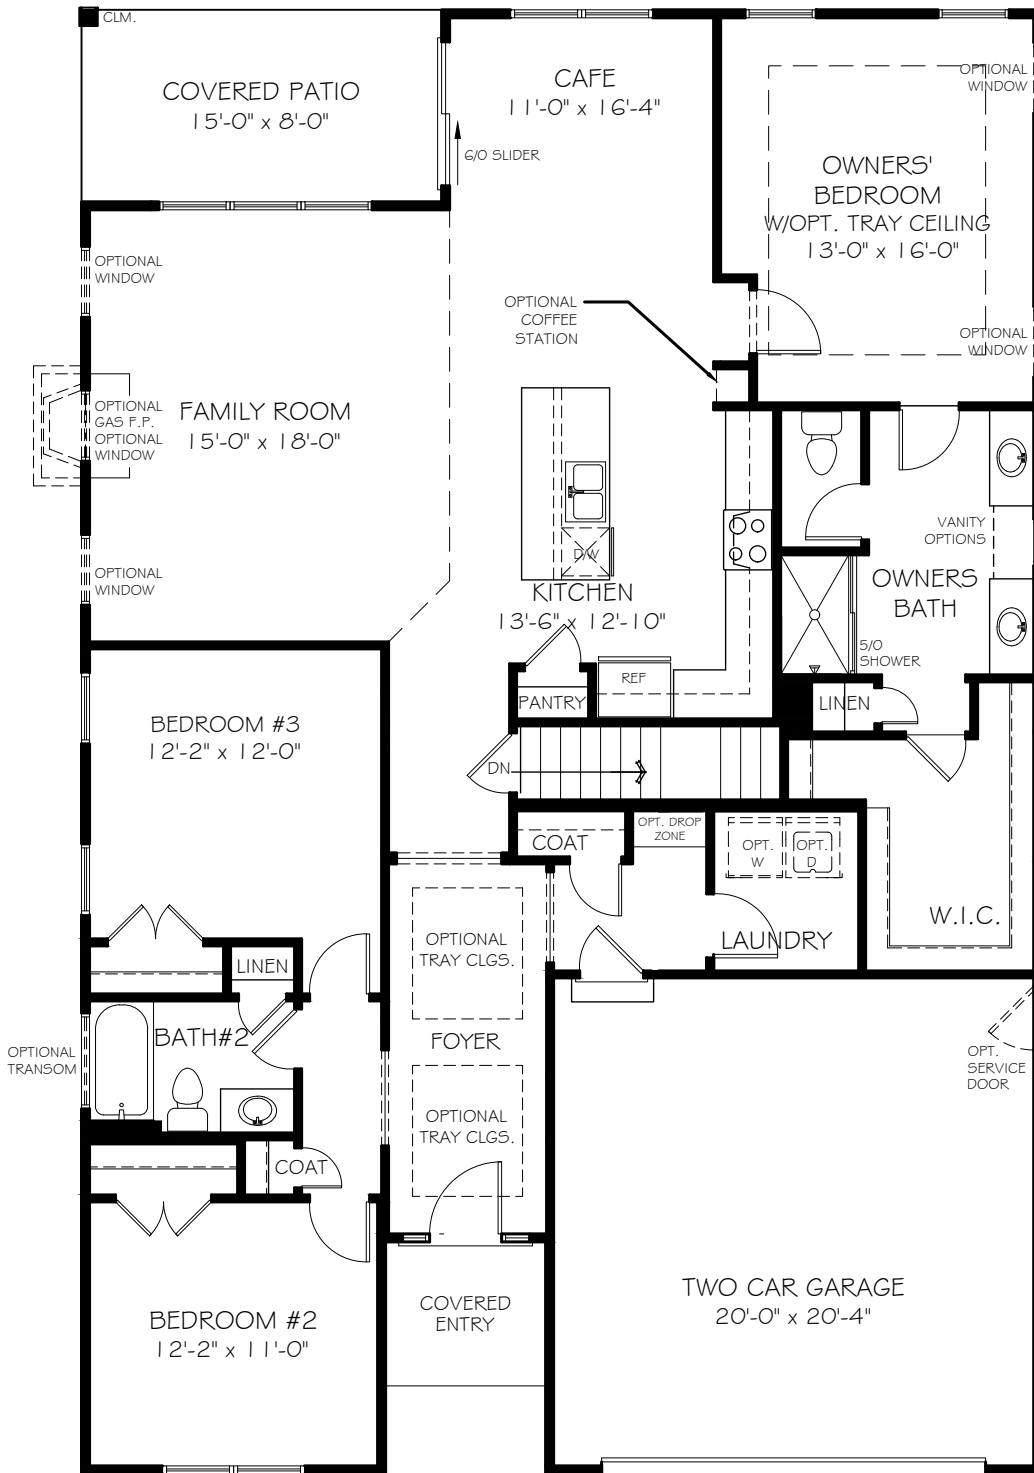 CLM.
COVERED PATIO
15'-0" x 8'-0"
CAFE
11'-0" x 16'-4"
6/0 SLIDER
OPTIONAL
WINDOW
OWNERS'
BEDROOM
W/OPT. TRAY CEILING
13'-0" x 16'-0"
OPTIONAL
WINDOW
OPTIONAL
WINDOW
OPTIONAL
COFFEE
STATION
OPTIONAL
GAS F.P.
OPTIONAL
WINDOW
FAMILY ROOM
15'-0" x 18'-0"
OPTIONAL
WINDOW
D/W
KITCHEN
13'-6" x 12'-10"
VANITY
OPTIONS
OWNERS
BATH
5/0
SHOWER
REF
PANTRY
LINEN
BEDROOM #3
12'-2" x 12'-0"
DN
COAT
OPT. DROP
ZONE
OPT.
W
OPT.
D
LAUNDRY
W.I.C.
LINEN
OPTIONAL
TRAY CLGS.
BATH#2
FOYER
OPTIONAL
TRANSOM
OPT.
SERVICE
DOOR
OPTIONAL
TRAY CLGS.
COAT
BEDROOM #2
12'-2" x 11'-0"
COVERED
ENTRY
TWO CAR GARAGE
20'-0" x 20'-4"